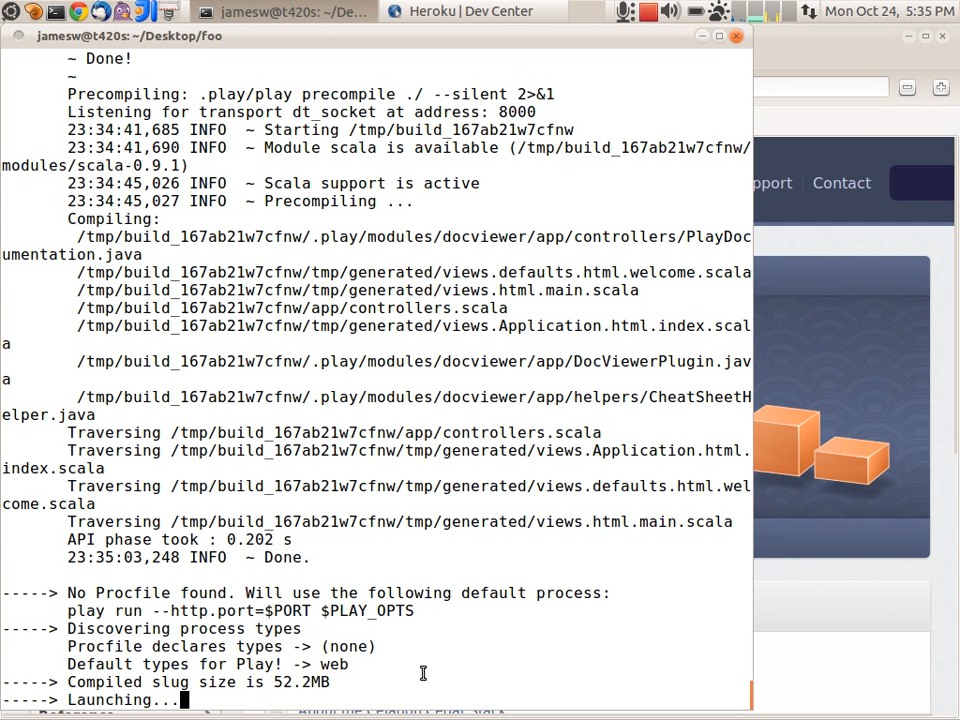 jamesw@t420s: ~/De...
Heroku | Dev Center
Mon Oct 24, 5:35 PM
jamesw@t420s: ~/Desktop/foo
~ Done!
~
Precompiling: .play/play precompile ./ --silent 2>&1
Listening for transport dt_socket at address: 8000
23:34:41,685 INFO  ~ Starting /tmp/build_167ab21w7cfnw
23:34:41,690 INFO  ~ Module scala is available (/tmp/build_167ab21w7cfnw/
modules/scala-0.9.1)
23:34:45,026 INFO  ~ Scala support is active
23:34:45,027 INFO  ~ Precompiling ...
Compiling:
/tmp/build_167ab21w7cfnw/.play/modules/docviewer/app/controllers/PlayDoc
umentation.java
/tmp/build_167ab21w7cfnw/tmp/generated/views.defaults.html.welcome.scala
/tmp/build_167ab21w7cfnw/tmp/generated/views.html.main.scala
/tmp/build_167ab21w7cfnw/app/controllers.scala
/tmp/build_167ab21w7cfnw/tmp/generated/views.Application.html.index.scal
a
/tmp/build_167ab21w7cfnw/.play/modules/docviewer/app/DocViewerPlugin.jav
a
/tmp/build_167ab21w7cfnw/.play/modules/docviewer/app/helpers/CheatSheetH
elper.java
Traversing /tmp/build_167ab21w7cfnw/app/controllers.scala
Traversing /tmp/build_167ab21w7cfnw/tmp/generated/views.Application.html.
index.scala
Traversing /tmp/build_167ab21w7cfnw/tmp/generated/views.defaults.html.wel
come.scala
Traversing /tmp/build_167ab21w7cfnw/tmp/generated/views.html.main.scala
API phase took : 0.202 s
23:35:03,248 INFO  ~ Done.
-----> No Procfile found. Will use the following default process:
play run --http.port=$PORT $PLAY_OPTS
-----> Discovering process types
Procfile declares types -> (none)
Default types for Play! -> web
-----> Compiled slug size is 52.2MB
-----> Launching...
pport
Contact